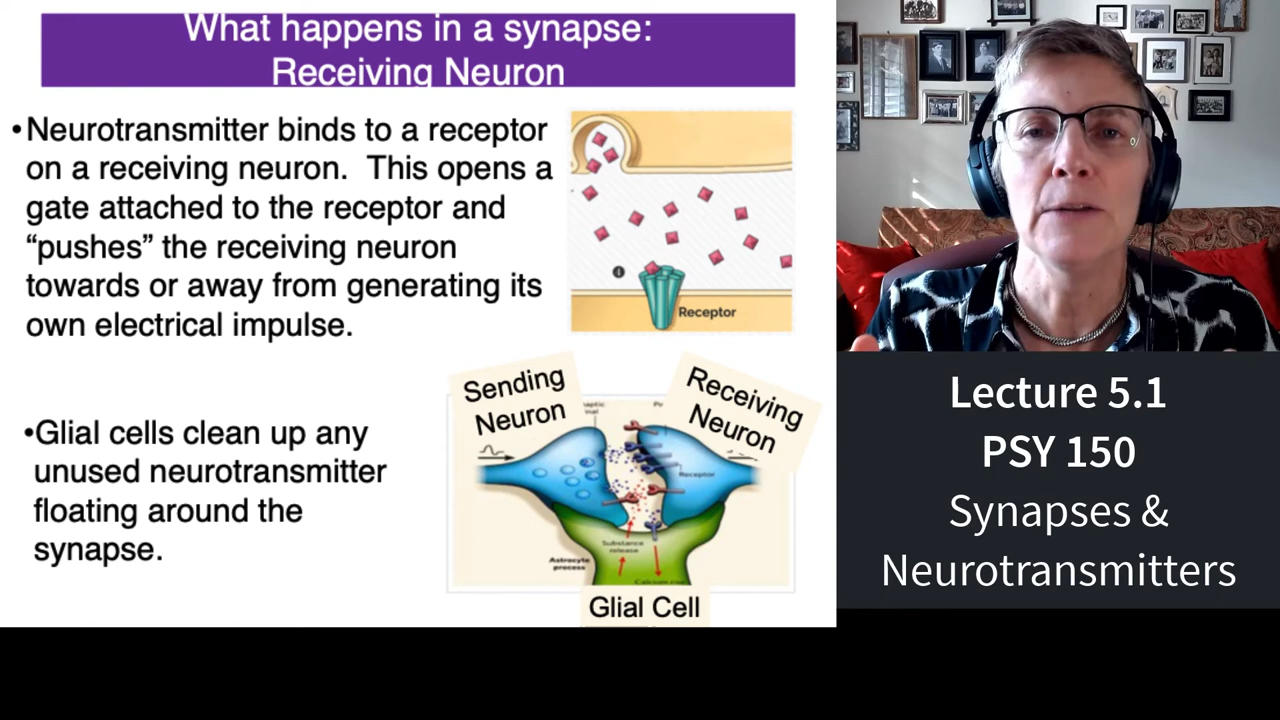 What happens in a synapse:
Receiving Neuron
•Neurotransmitter binds to a receptor
on a receiving neuron.  This opens a
gate attached to the receptor and
“pushes” the receiving neuron
towards or away from generating its
own electrical impulse.
Receptor
•Glial cells clean up any
unused neurotransmitter
floating around the
synapse.
Sending
Neuron
Receiving
Neuron
Receptor
Substance
release
Astrocyte
process
Glial Cell
Lecture 5.1
PSY 150
Synapses &
Neurotransmitters